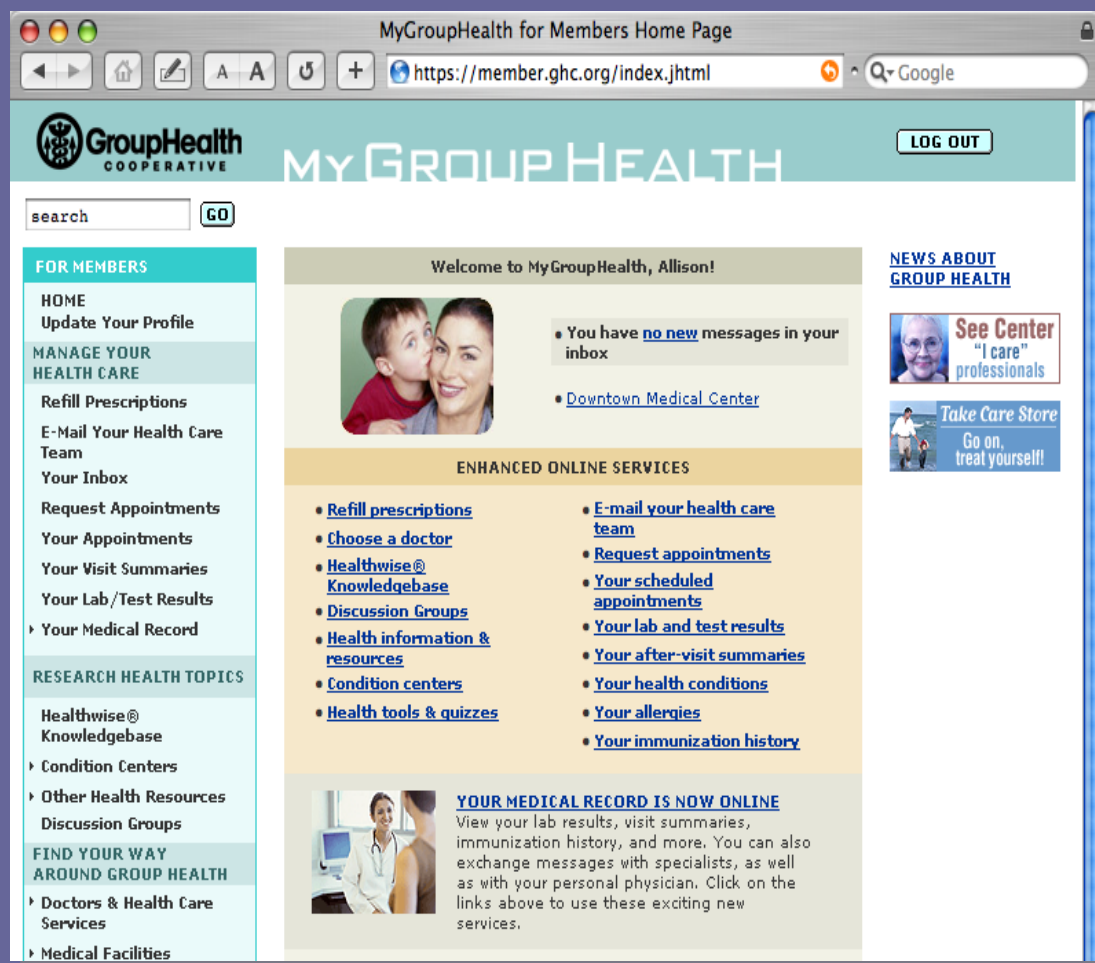 MyGroupHealth for Members Home Page
A A
https://member.ghc.org/index.jhtml
Google
GroupHealth
COOPERATIVE
MY GROUP HEALTH
LOG OUT
search
GO
FOR MEMBERS
HOME
Update Your Profile
MANAGE YOUR
HEALTH CARE
Refill Prescriptions
E-Mail Your Health Care
Team
Your Inbox
Request Appointments
Your Appointments
Your Visit Summaries
Your Lab/Test Results
Your Medical Record
RESEARCH HEALTH TOPICS
Healthwise®
Knowledgebase
Condition Centers
Other Health Resources
Discussion Groups
FIND YOUR WAY
AROUND GROUP HEALTH
Doctors & Health Care
Services
Medical Facilities
Welcome to MyGroupHealth, Allison!
You have no new messages in your
inbox
Downtown Medical Center
ENHANCED ONLINE SERVICES
Refill prescriptions
Choose a doctor
Healthwise®
Knowledgebase
Discussion Groups
Health information &
resources
Condition centers
Health tools & quizzes
E-mail your health care
team
Request appointments
Your scheduled
appointments
Your lab and test results
Your after-visit summaries
Your health conditions
Your allergies
Your immunization history
YOUR MEDICAL RECORD IS NOW ONLINE
View your lab results, visit summaries,
immunization history, and more. You can also
exchange messages with specialists, as well
as with your personal physician. Click on the
links above to use these exciting new
services.
NEWS ABOUT
GROUP HEALTH
See Center
"I care"
professionals
Take Care Store
Go on,
treat yourself!